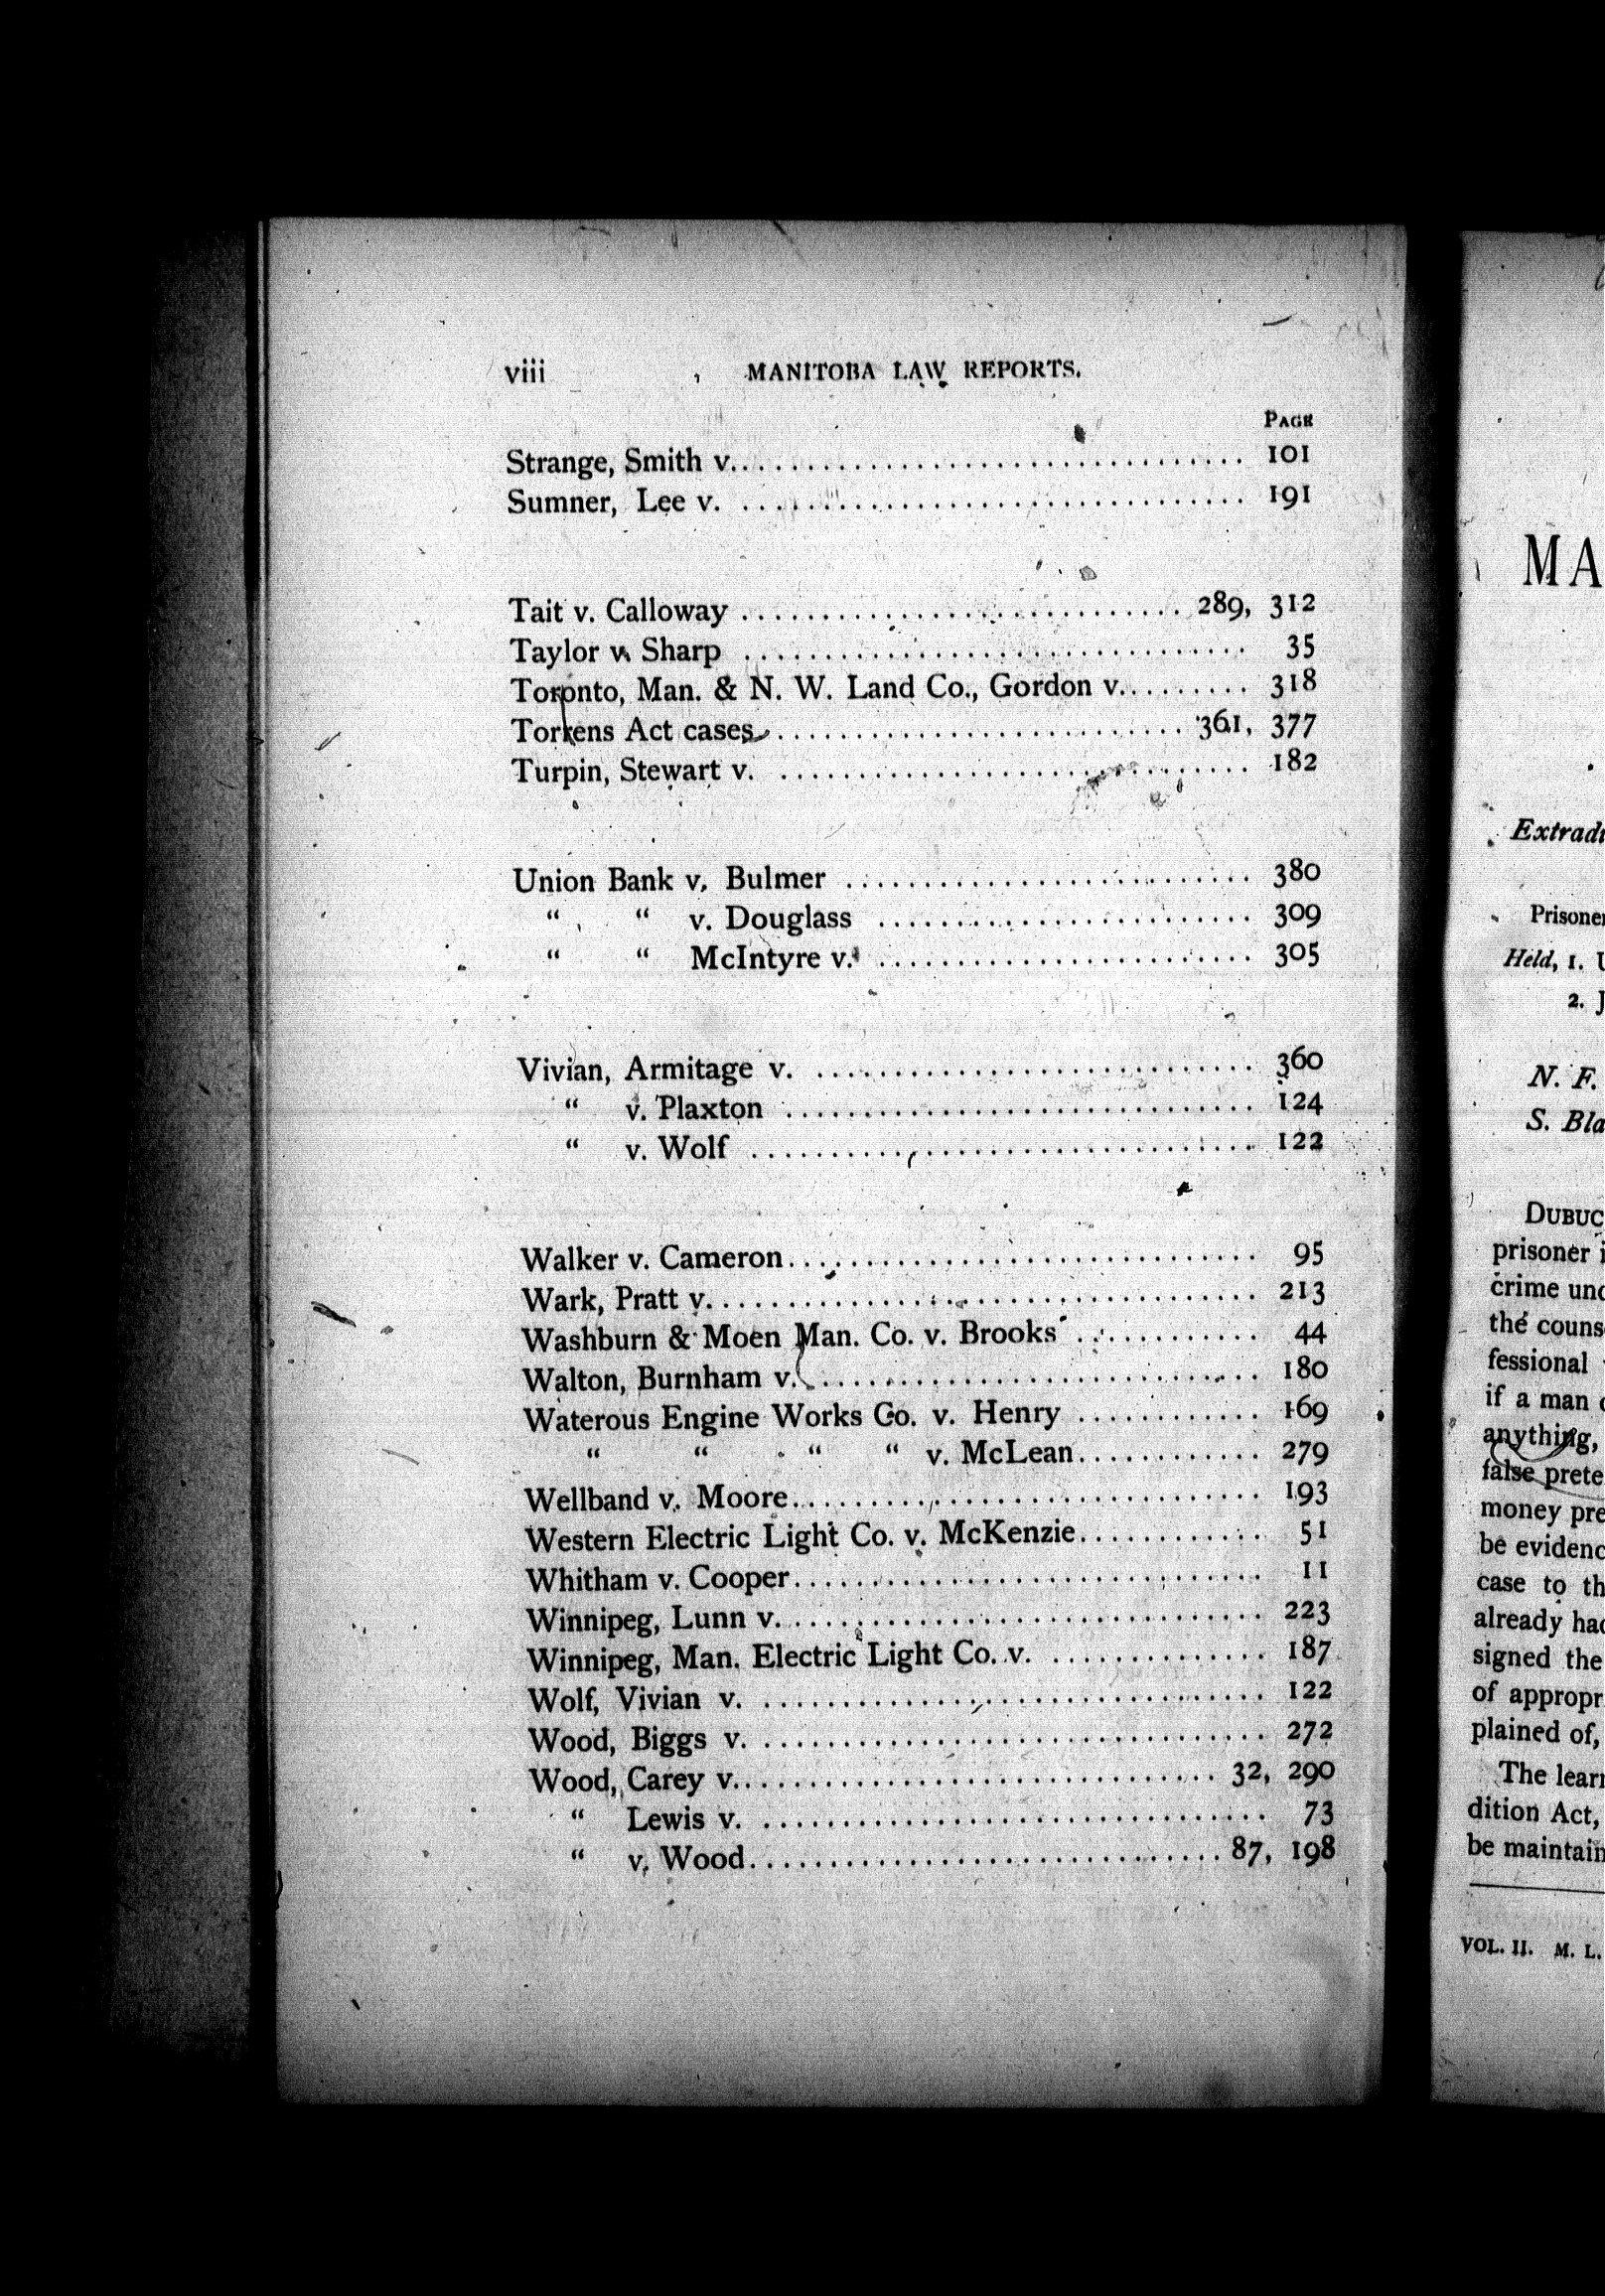 viii MANITOBA LAW REPORTS.
PAGE
Strange, Smith v. 101
Sumner, Lee v. 191
Tait v. Calloway 289, 312
Taylor v. Sharp 35
Toronto, Man. & N. W. Land Co., Gordon v. 318
Torrens Act cases 361, 377
Turpin, Stewart v. 182
Union Bank v. Bulmer 380
“ “ v. Douglass 309
“ “ McIntyre v. 305
Vivian, Armitage v. 360
“ v. Plaxton 124
“ v. Wolf 122
Walker v. Cameron 95
Wark, Pratt v. 213
Washburn & Moen Man. Co. v. Brooks 44
Walton, Burnham v. 180
Waterous Engine Works Co. v. Henry 169
“ “ “ “ v. McLean 279
Wellband v. Moore 193
Western Electric Light Co. v. McKenzie 51
Whitham v. Cooper 11
Winnipeg, Lunn v. 223
Winnipeg, Man. Electric Light Co. v. 187
Wolf, Vivian v. 122
Wood, Biggs v. 272
Wood, Carey v. 32, 290
“ Lewis v. 73
“ v. Wood 87, 198
MA
Extradi
Prisoner
Held, 1. U
2. J
N. F.
S. Bla
DUBUC
prisoner i
crime und
the couns
fessional
if a man
anything,
false prete
money pre
be evidenc
case to th
already had
signed the
of appropr
plained of,
The learn
dition Act,
be maintain
VOL. II. M. L.